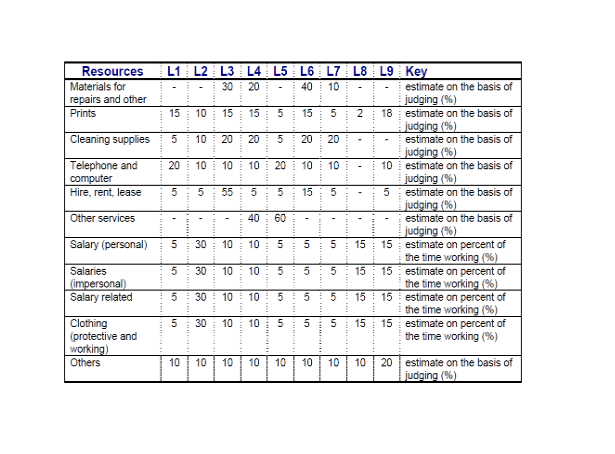 Resources L1 L2 L3 L4 L5 L6 L7 L8 L9 Key
Materials for repairs and other - - 30 20 - 40 10 - - estimate on the basis of judging (%)
Prints 15 10 15 15 5 15 5 2 18 estimate on the basis of judging (%)
Cleaning supplies 5 10 20 20 5 20 20 - - estimate on the basis of judging (%)
Telephone and computer 20 10 10 10 20 10 10 - 10 estimate on the basis of judging (%)
Hire, rent, lease 5 5 55 5 5 15 5 - 5 estimate on the basis of judging (%)
Other services - - - 40 60 - - - - estimate on the basis of judging (%)
Salary (personal) 5 30 10 10 5 5 5 15 15 estimate on percent of the time working (%)
Salaries (impersonal) 5 30 10 10 5 5 5 15 15 estimate on percent of the time working (%)
Salary related 5 30 10 10 5 5 5 15 15 estimate on percent of the time working (%)
Clothing (protective and working) 5 30 10 10 5 5 5 15 15 estimate on percent of the time working (%)
Others 10 10 10 10 10 10 10 10 20 estimate on the basis of judging (%)